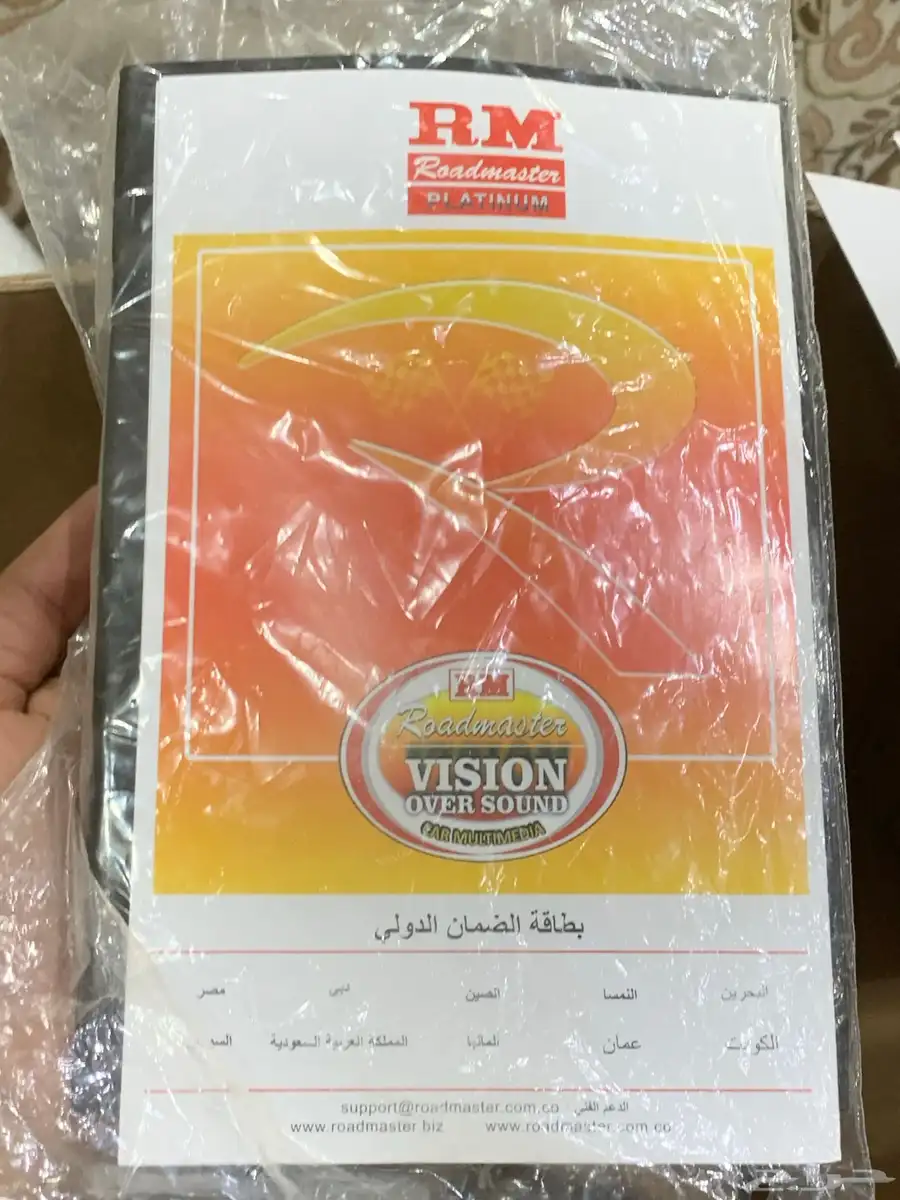 RM
Roadmaster
PLATINUM
RM
Roadmaster
VISION
OVER SOUND
CAR MULTIMEDIA
بطاقة الضمان الدولي
البحرين النمسا الصين دبي مصر
الكويت عمان المانيا المملكة العربية السعودية
الدعم الفني support@roadmaster.com.co
www.roadmaster.biz www.roadmaster.com.co